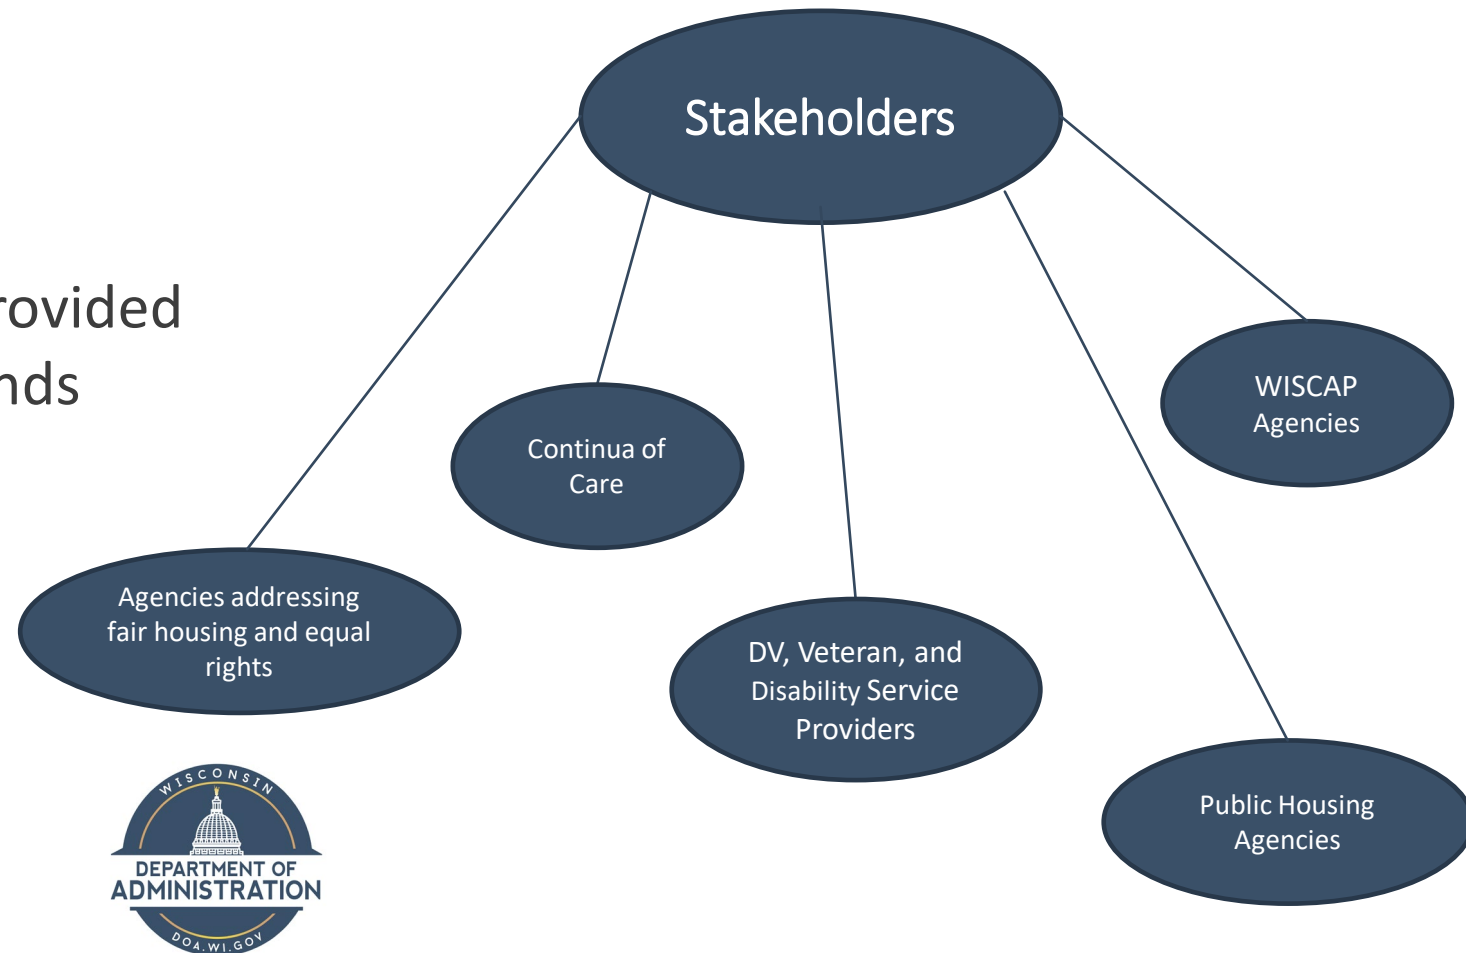 Stakeholders
rovided
nds
WISCAP
Agencies
Continua of
Care
Agencies addressing
fair housing and equal
rights
DV, Veteran, and
Disability Service
Providers
Public Housing
Agencies
WISCONSIN
DEPARTMENT OF
ADMINISTRATION
DOA.WI.GOV